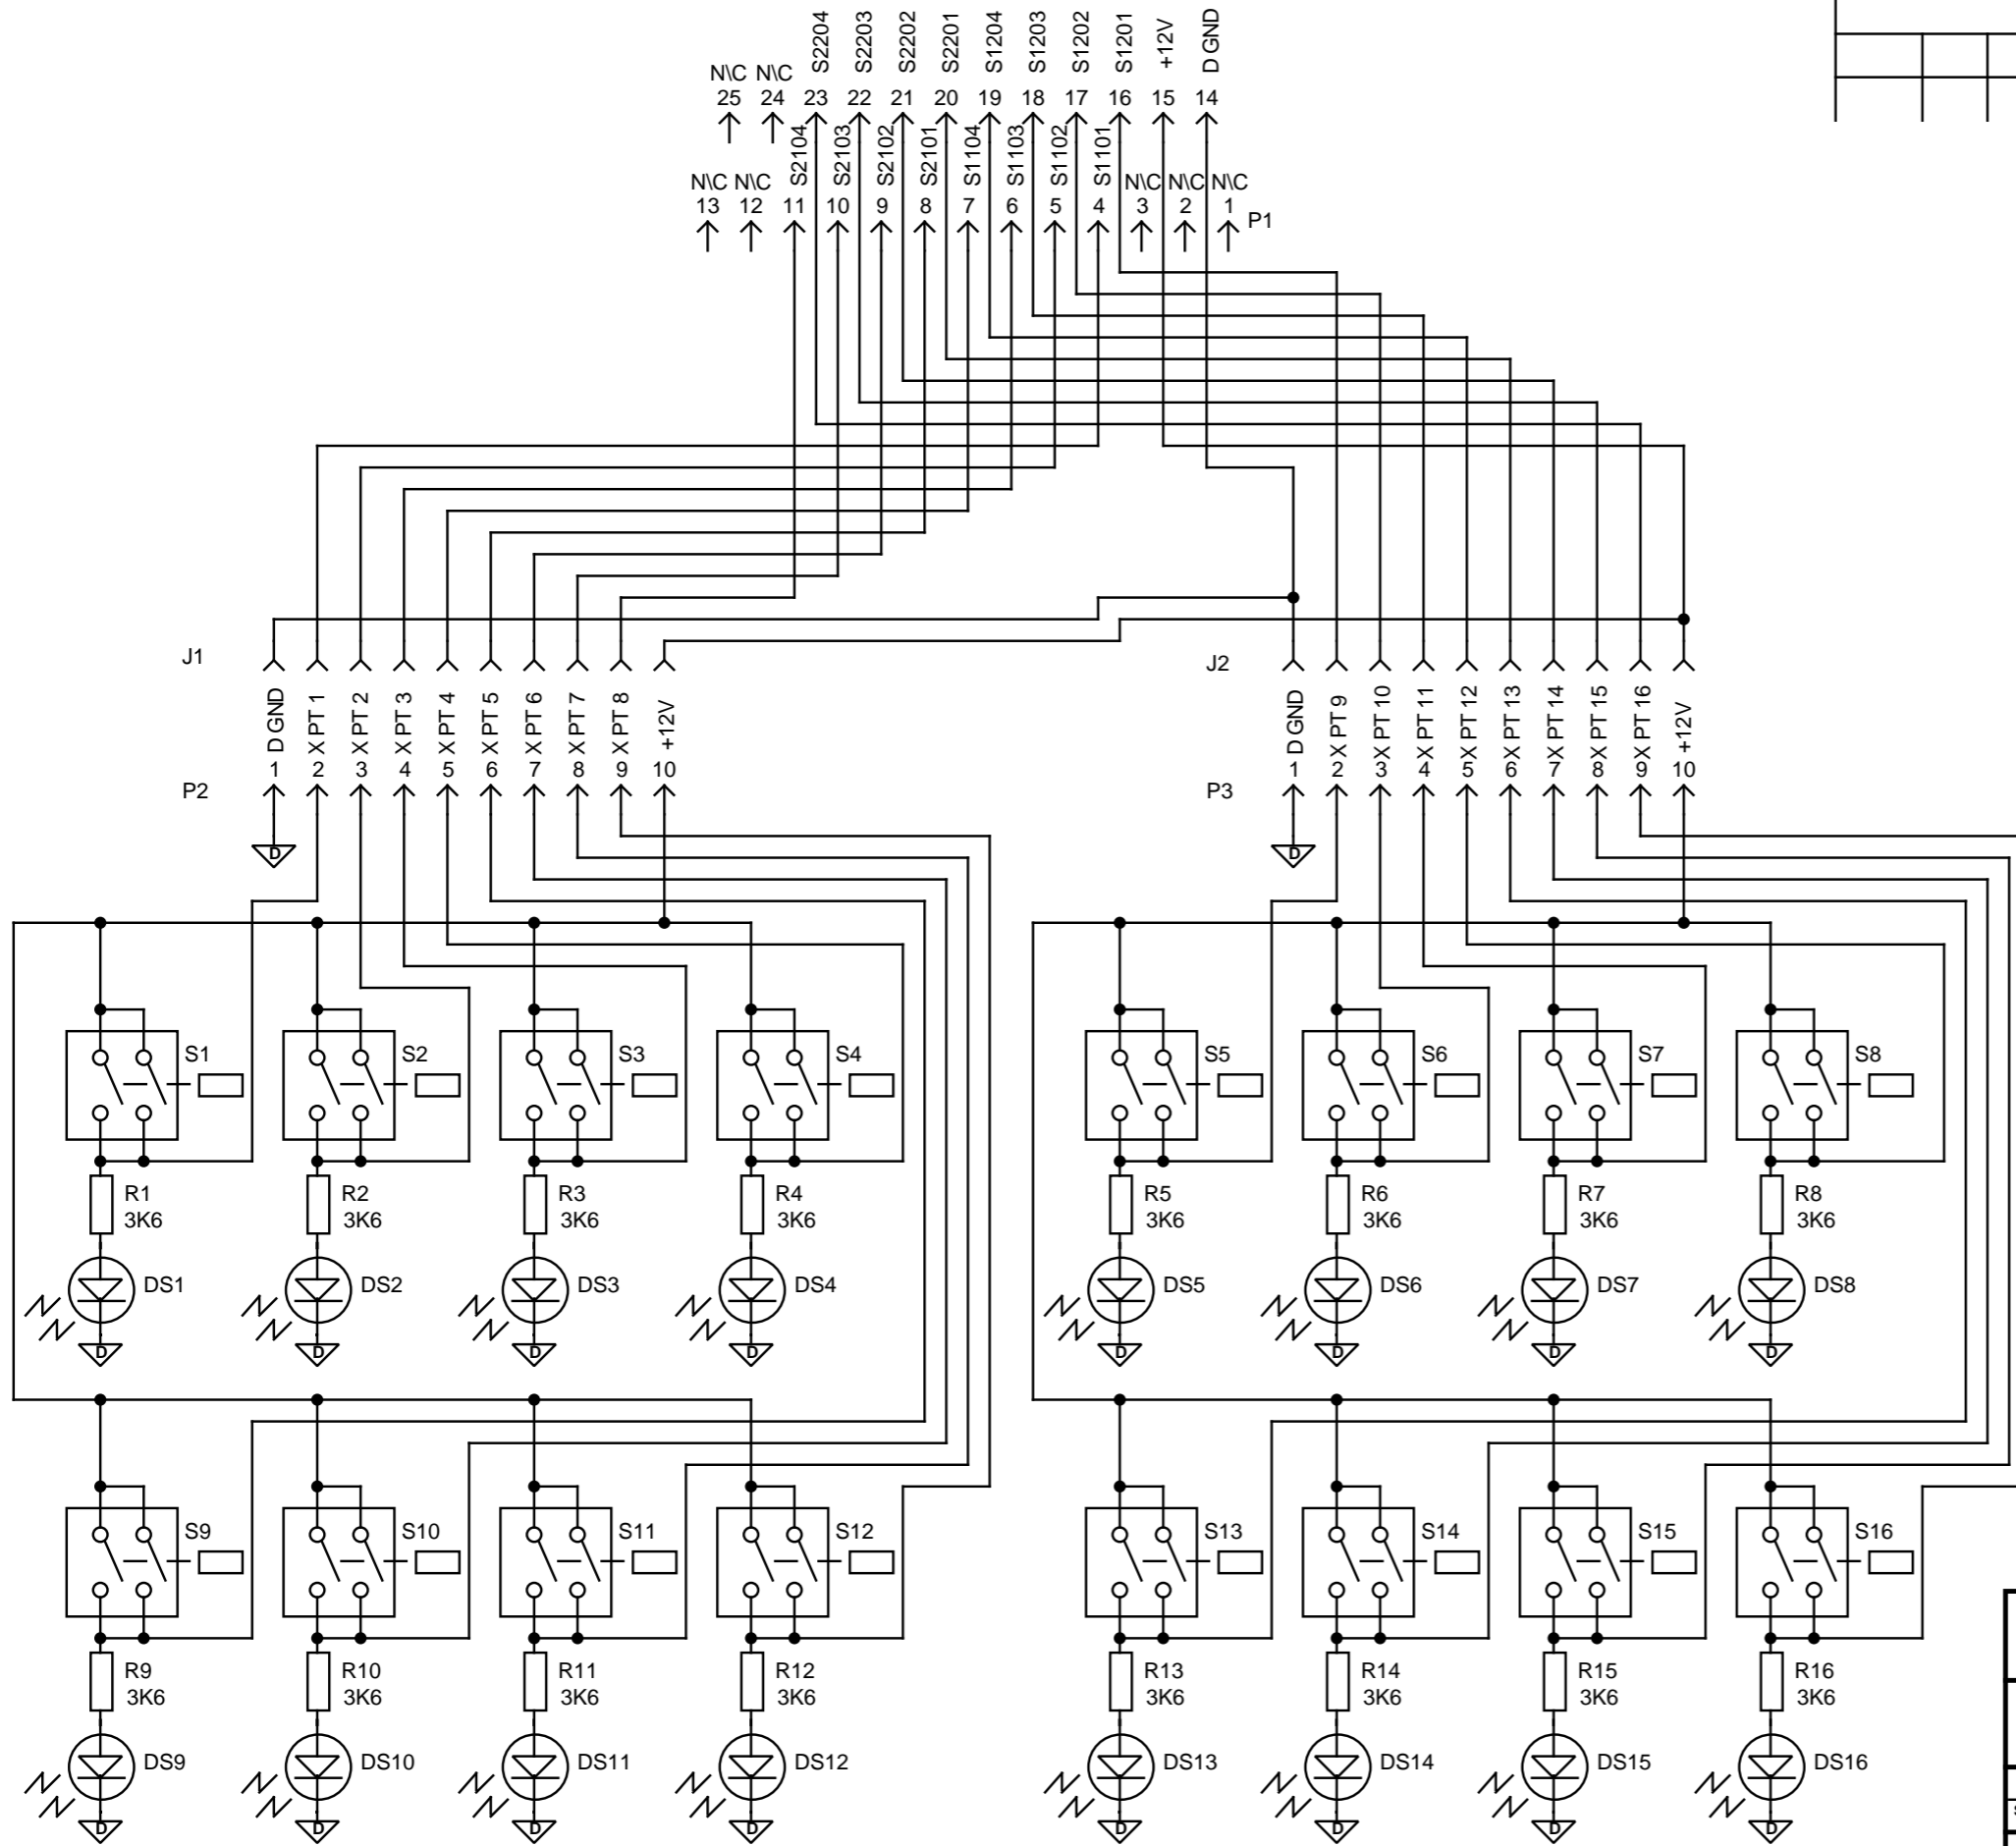 S2204 S2203 S2202 S2201 S1204 S1203 S1202 S1201 +12V D GND
N\C N\C
25 24 23 22 21 20 19 18 17 16 15 14
S2104 S2103 S2102 S2101 S1104 S1103 S1102 S1101
N\C N\C N\C N\C N\C
13 12 11 10 9 8 7 6 5 4 3 2 1 P1
J1 J2
D GND X PT 1 X PT 2 X PT 3 X PT 4 X PT 5 X PT 6 X PT 7 X PT 8 +12V
D GND X PT 9 X PT 10 X PT 11 X PT 12 X PT 13 X PT 14 X PT 15 X PT 16 +12V
1 2 3 4 5 6 7 8 9 10 1 2 3 4 5 6 7 8 9 10
P2 P3
D D
S1 S2 S3 S4 S5 S6 S7 S8
R1 R2 R3 R4 R5 R6 R7 R8
3K6 3K6 3K6 3K6 3K6 3K6 3K6 3K6
DS1 DS2 DS3 DS4 DS5 DS6 DS7 DS8
D D D D D D D D
S9 S10 S11 S12 S13 S14 S15 S16
R9 R10 R11 R12 R13 R14 R15 R16
3K6 3K6 3K6 3K6 3K6 3K6 3K6 3K6
DS9 DS10 DS11 DS12 DS13 DS14 DS15 DS16
D D D D D D D D